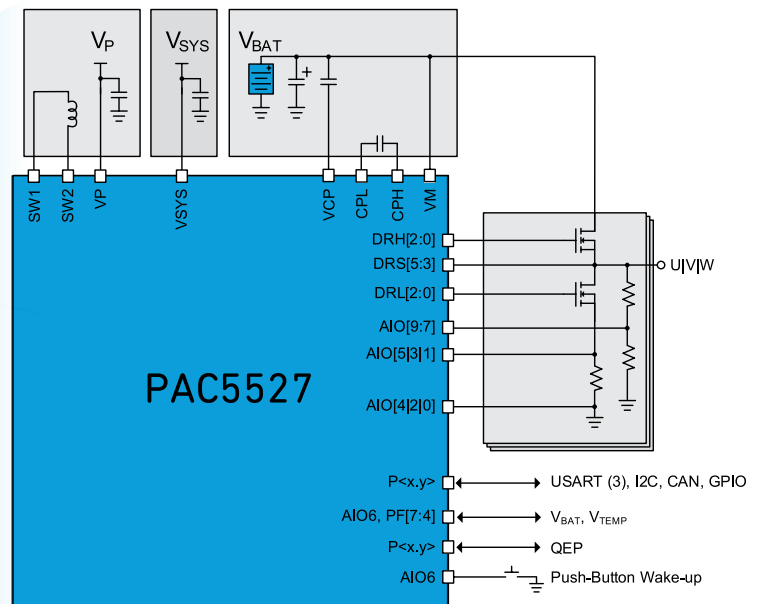 VP
VSYS
VBAT
+
+
SW1
SW2
VP
VSYS
VCP
CPL
CPH
VM
DRH[2:0]
DRS[5:3]
U|V|W
DRL[2:0]
AIO[9:7]
AIO[5|3|1]
PAC5527
AIO[4|2|0]
P<x.y>
USART (3), I2C, CAN, GPIO
AIO6, PF[7:4]
VBAT, VTEMP
P<x.y>
QEP
AIO6
Push-Button Wake-up